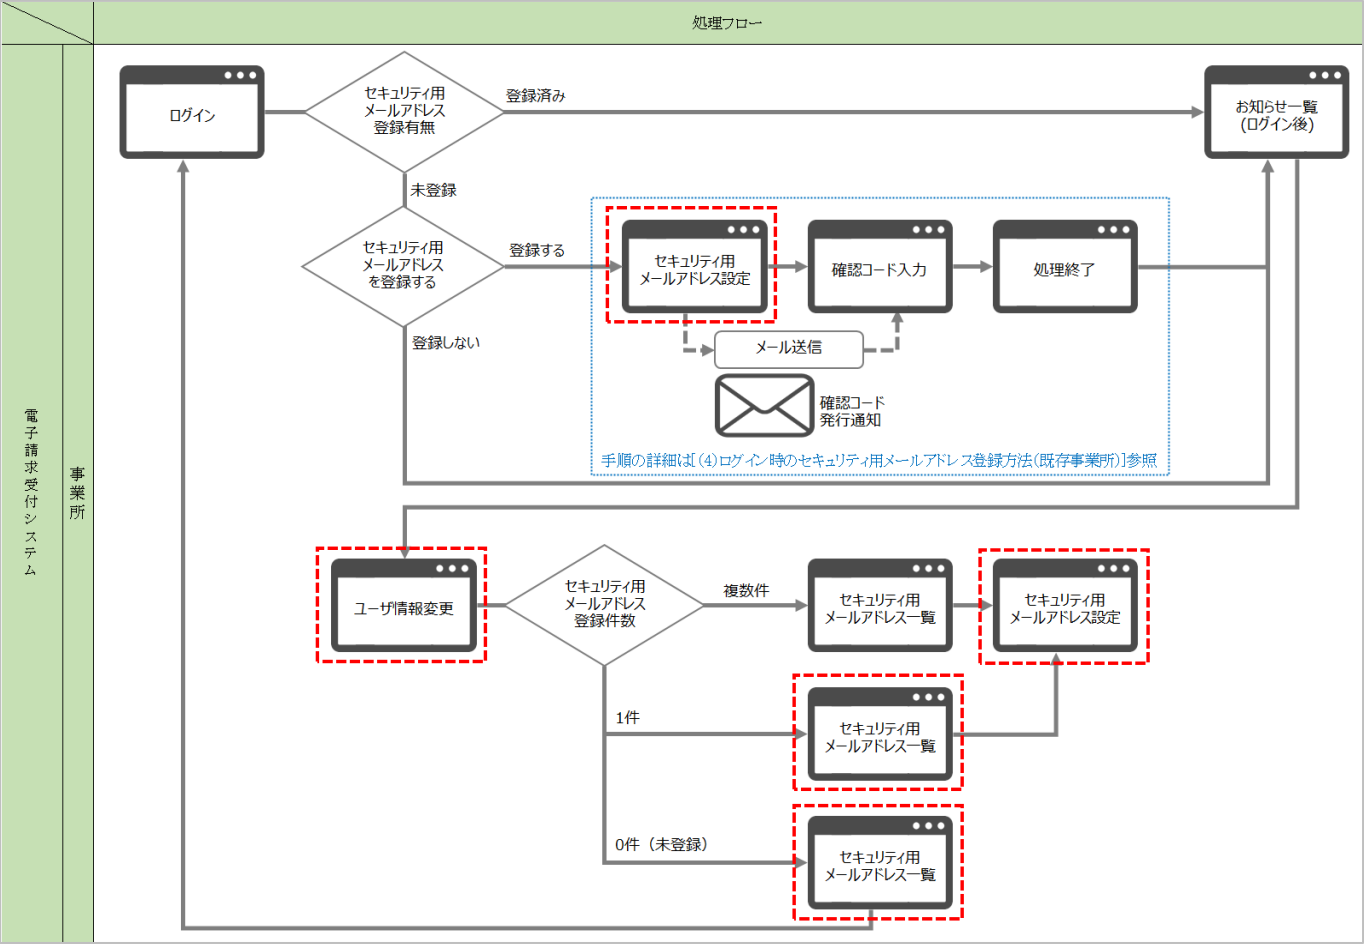 処理フロー
電子請求受付システム
事業所
ログイン
セキュリティ用
メールアドレス
登録有無
登録済み
お知らせ一覧
(ログイン後)
未登録
セキュリティ用
メールアドレス
を登録する
登録する
セキュリティ用
メールアドレス設定
確認コード入力
処理終了
登録しない
メール送信
確認コード
発行通知
手順の詳細は[(4)ログイン時のセキュリティ用メールアドレス登録方法(既存事業所)]参照
ユーザ情報変更
セキュリティ用
メールアドレス
登録件数
複数件
セキュリティ用
メールアドレス一覧
セキュリティ用
メールアドレス設定
1件
セキュリティ用
メールアドレス一覧
0件（未登録）
セキュリティ用
メールアドレス一覧